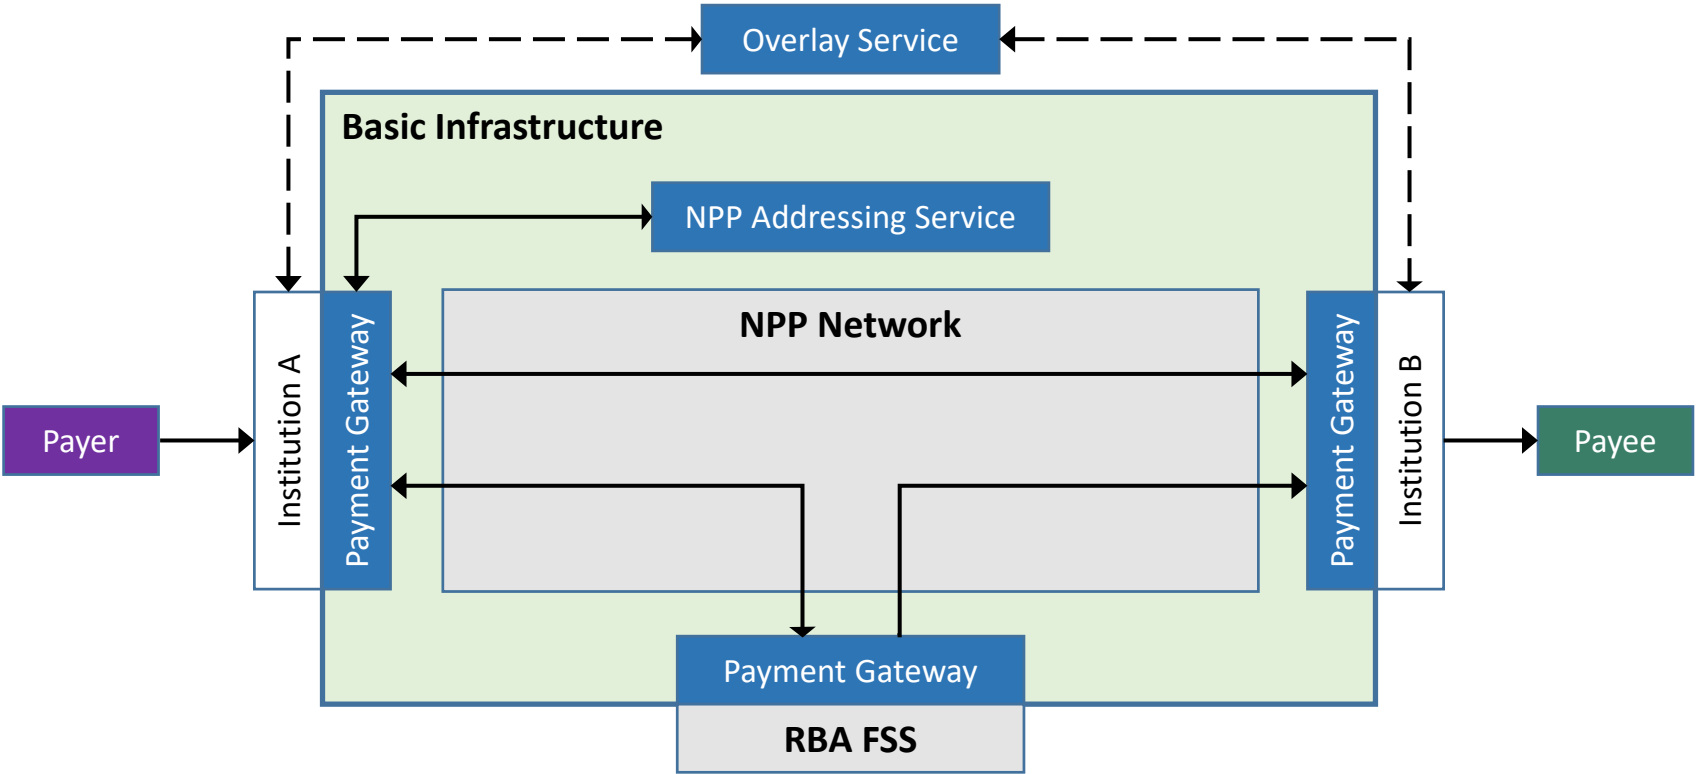 Overlay Service
Basic Infrastructure
NPP Addressing Service
NPP Network
Payer
Institution A
Payment Gateway
Payment Gateway
Institution B
Payee
Payment Gateway
RBA FSS